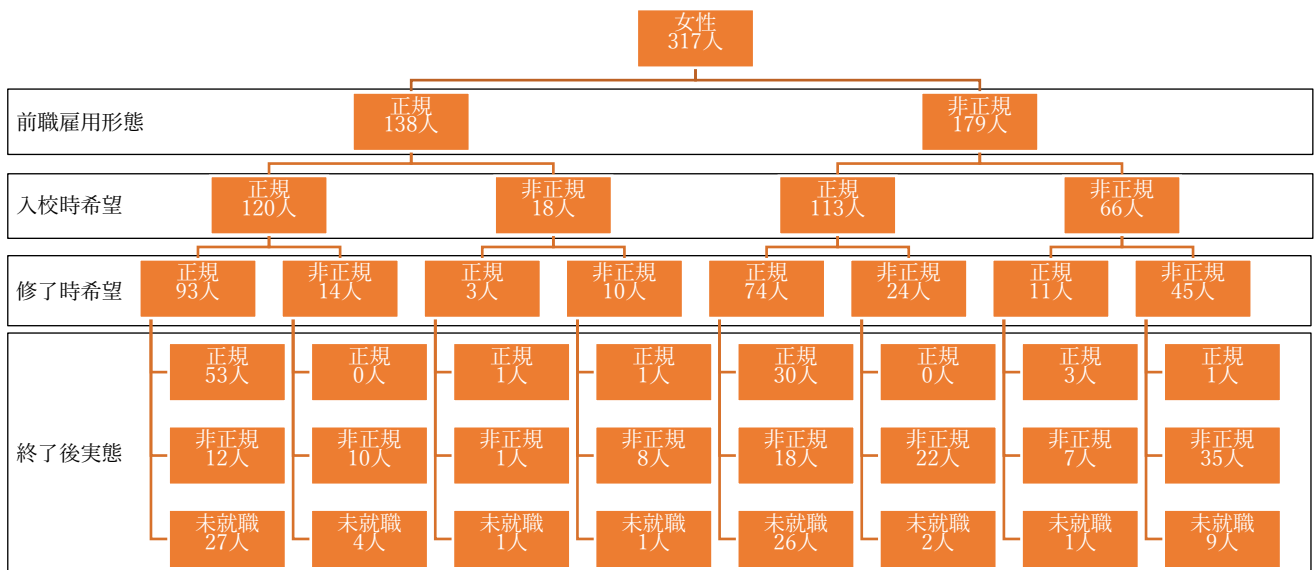 女性
317人
前職雇用形態
正規
138人
非正規
179人
入校時希望
正規
120人
非正規
18人
正規
113人
非正規
66人
修了時希望
正規
93人
非正規
14人
正規
3人
非正規
10人
正規
74人
非正規
24人
正規
11人
非正規
45人
終了後実態
正規
53人
正規
0人
正規
1人
正規
1人
正規
30人
正規
0人
正規
3人
正規
1人
非正規
12人
非正規
10人
非正規
1人
非正規
8人
非正規
18人
非正規
22人
非正規
7人
非正規
35人
未就職
27人
未就職
4人
未就職
1人
未就職
1人
未就職
26人
未就職
2人
未就職
1人
未就職
9人